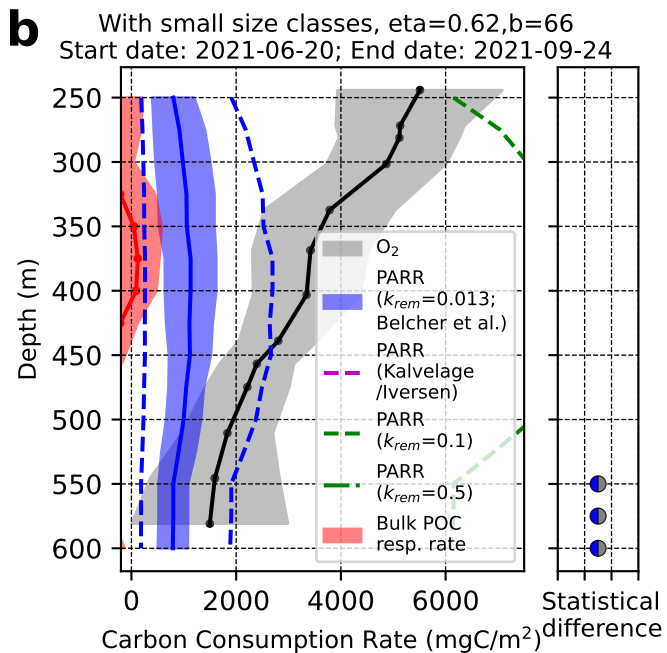 b
With small size classes, eta=0.62,b=66
Start date: 2021-06-20; End date: 2021-09-24
250
300
350
400
450
500
550
600
Depth (m)
0
2000
4000
6000
Carbon Consumption Rate (mgC/m²)
O₂
PARR
(k_rem=0.013;
Belcher et al.)
PARR
(Kalvelage
/Iversen)
PARR
(k_rem=0.1)
PARR
(k_rem=0.5)
Bulk POC
resp. rate
Statistical
difference